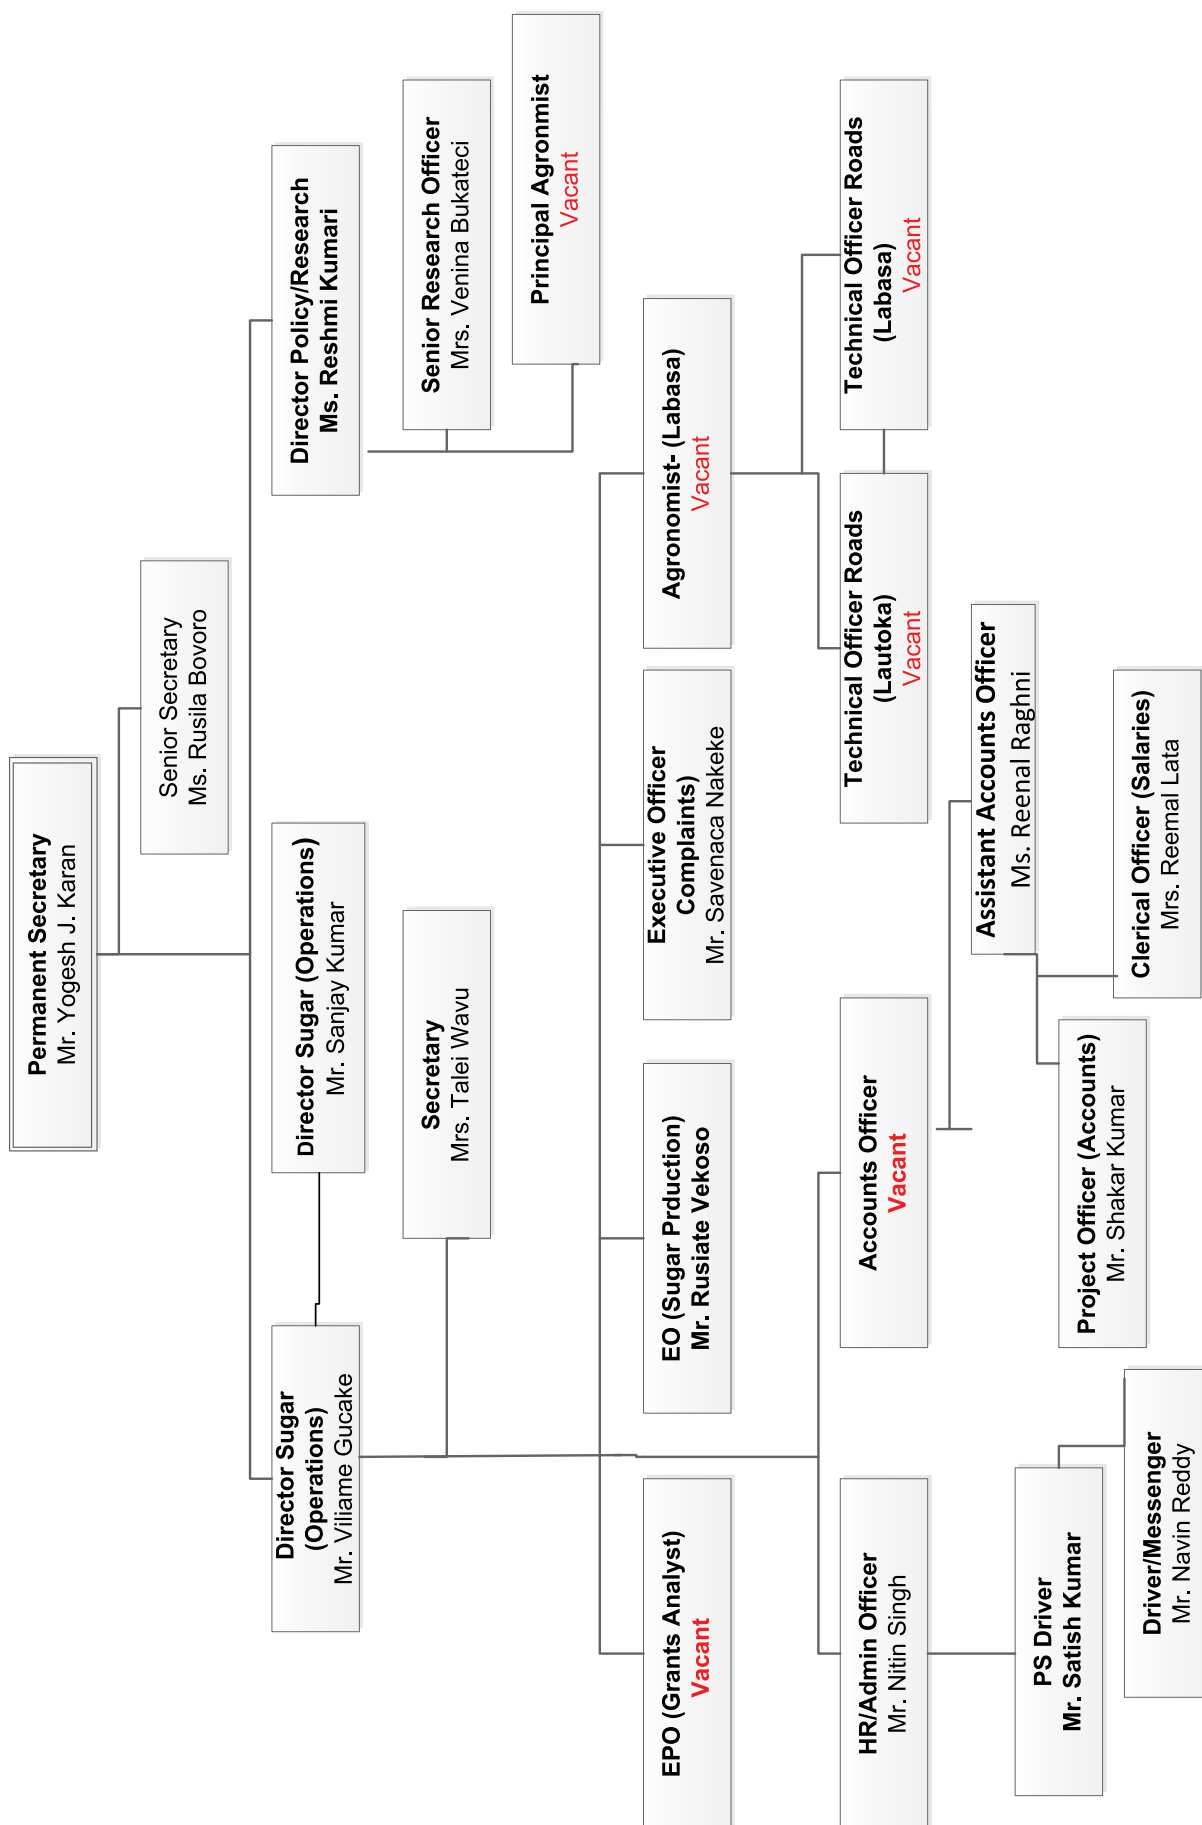 Permanent Secretary
Mr. Yogesh J. Karan
Senior Secretary
Ms. Rusila Bovoro
Director Sugar
(Operations)
Mr. Viliame Gucake
Director Sugar (Operations)
Mr. Sanjay Kumar
Director Policy/Research
Ms. Reshmi Kumari
Secretary
Mrs. Talei Wavu
Senior Research Officer
Mrs. Venina Bukateci
Principal Agronmist
Vacant
EPO (Grants Analyst)
Vacant
EO (Sugar Prduction)
Mr. Rusiate Vekoso
Executive Officer
Complaints)
Mr. Savenaca Nakeke
Agronomist- (Labasa)
Vacant
HR/Admin Officer
Mr. Nitin Singh
Accounts Officer
Vacant
Technical Officer Roads
(Lautoka)
Vacant
Technical Officer Roads
(Labasa)
Vacant
Assistant Accounts Officer
Ms. Reenal Raghni
PS Driver
Mr. Satish Kumar
Project Officer (Accounts)
Mr. Shakar Kumar
Clerical Officer (Salaries)
Mrs. Reemal Lata
Driver/Messenger
Mr. Navin Reddy